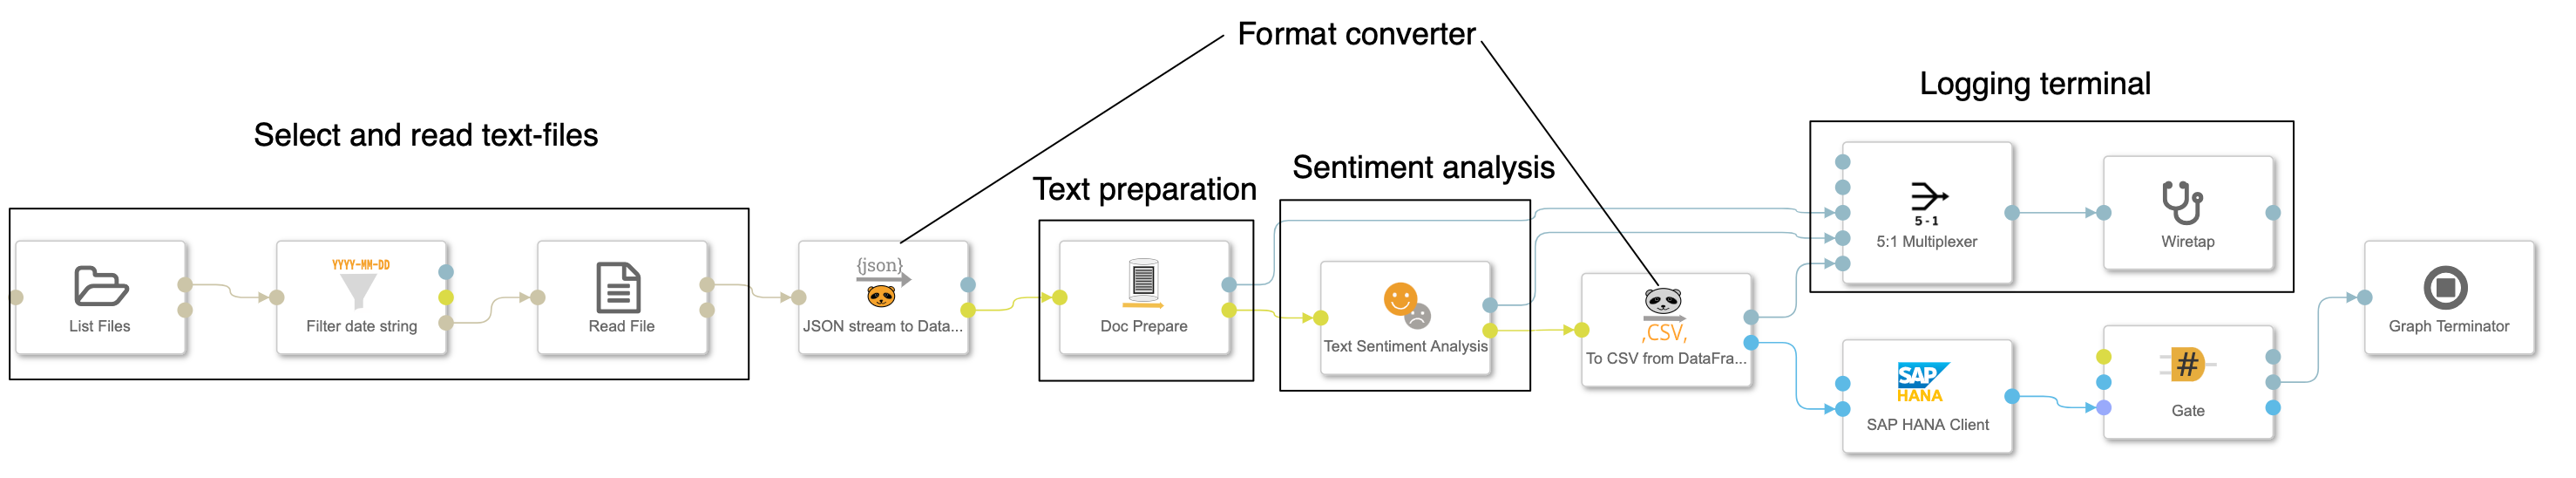 Format converter
Logging terminal
Select and read text-files
Sentiment analysis
Text preparation
List Files
YYYY-MM-DD
Filter date string
Read File
{json}
JSON stream to Data...
Doc Prepare
Text Sentiment Analysis
,CSV,
To CSV from DataFra...
5 - 1
5:1 Multiplexer
Wiretap
SAP
HANA
SAP HANA Client
#
Gate
Graph Terminator